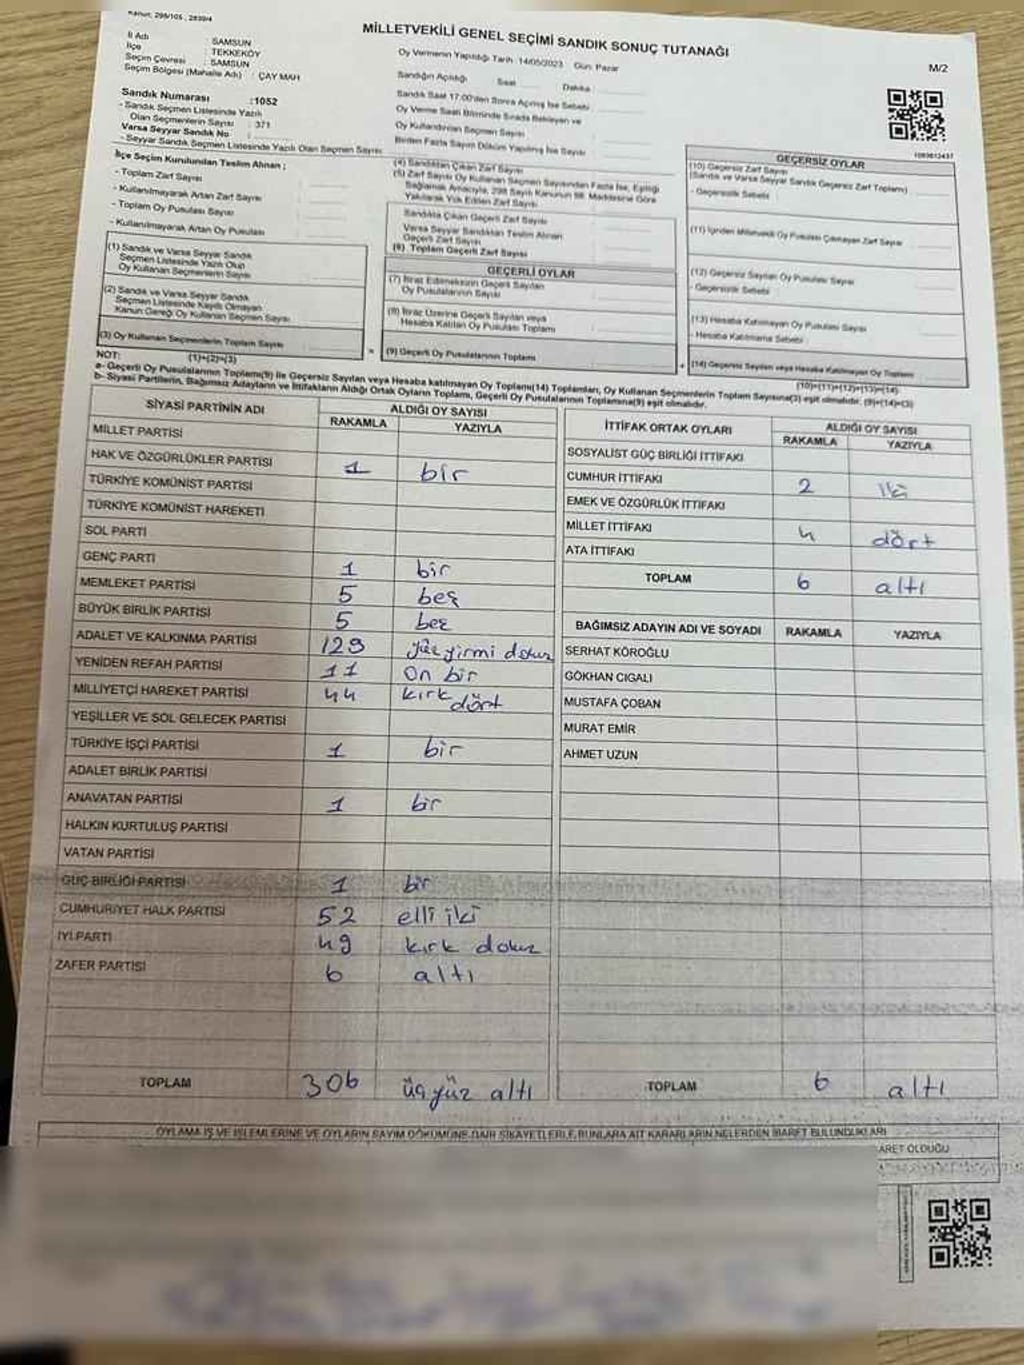 Kanun: 298/105 , 2839/4
MİLLETVEKİLİ GENEL SEÇİMİ SANDIK SONUÇ TUTANAĞI
M/2
İl Adı : SAMSUN
İlçe : TEKKEKÖY
Seçim Çevresi : SAMSUN
Seçim Bölgesi (Mahalle Adı) : ÇAY MAH
Sandık Numarası :1052
- Sandık Seçmen Listesinde Yazılı
Olan Seçmenlerin Sayısı : 371
Varsa Seyyar Sandık No :
- Seyyar Sandık Seçmen Listesinde Yazılı Olan Seçmen Sayısı:
Oy Vermenin Yapıldığı Tarih :14/05/2023 Gün: Pazar
Sandığın Açıldığı Saat Dakika
Sandık Saat 17:00'den Sonra Açılmış İse Sebebi
Oy Verme Saati Bitiminde Sırada Bekleyen ve
Oy Kullandırılan Seçmen Sayısı
Birden Fazla Sayım Döküm Yapılmış İse Sayısı
İlçe Seçim Kurulundan Teslim Alınan ;
- Toplam Zarf Sayısı
- Kullanılmayarak Artan Zarf Sayısı
- Toplam Oy Pusulası Sayısı
- Kullanılmayarak Artan Oy Pusulası
(1) Sandık ve Varsa Seyyar Sandık
Seçmen Listesinde Yazılı Olup
Oy Kullanan Seçmenlerin Sayısı
(2) Sandık ve Varsa Seyyar Sandık
Seçmen Listesinde Kayıtlı Olmayan
Kanun Gereği Oy Kullanan Seçmenlerin Sayısı
(3) Oy Kullanan Seçmenlerin Toplam Sayısı
(1)+(2)=(3)
(4) Sandıktan Çıkan Zarf Sayısı
(5) Zarf Sayısı Oy Kullanan Seçmen Sayısından Fazla İse, Eşitliği
Sağlamak Amacıyla, 298 Sayılı Kanunun 98. Maddesine Göre
Yakılarak Yok Edilen Zarf Sayısı
Sandıkta Çıkan Geçerli Zarf Sayısı
Varsa Seyyar Sandıktan Teslim Alınan
Geçerli Zarf Sayısı
(6) Toplam Geçerli Zarf Sayısı
GEÇERLİ OYLAR
(7) İtiraz Edilmeksizin Geçerli Sayılan
Oy Pusulalarının Sayısı
(8) İtiraz Üzerine Geçerli Sayılan veya
Hesaba Katılan Oy Pusulası Toplamı
= (9) Geçerli Oy Pusulalarının Toplamı
1083612437
GEÇERSİZ OYLAR
(10) Geçersiz Zarf Sayısı
(Sandık ve Varsa Seyyar Sandık Geçersiz Zarf Toplamı)
- Geçersizlik Sebebi
(11) İçinden Milletvekili Oy Pusulası Çıkmayan Zarf Sayısı
(12) Geçersiz Sayılan Oy Pusulası Sayısı
- Geçersizlik Sebebi
(13) Hesaba Katılmayan Oy Pusulası Sayısı
- Hesaba Katılmama Sebebi
+ (14) Geçersiz Sayılan veya Hesaba Katılmayan Oy Toplamı
(10)+(11)+(12)+(13)=(14)
NOT:
a- Geçerli Oy Pusulalarının Toplamı(9) ile Geçersiz Sayılan veya Hesaba katılmayan Oy Toplamı(14) Toplamları, Oy Kullanan Seçmenlerin Toplam Sayısına(3) eşit olmalıdır. (9)+(14)=(3)
b- Siyasi Partilerin, Bağımsız Adayların ve İttifakların Aldığı Ortak Oyların Toplamı, Geçerli Oy Pusulalarının Toplamına(9) eşit olmalıdır.
SİYASİ PARTİNİN ADI ALDIĞI OY SAYISI
RAKAMLA YAZIYLA
MİLLET PARTİSİ
HAK VE ÖZGÜRLÜKLER PARTİSİ 1 bir
TÜRKİYE KOMÜNİST PARTİSİ
TÜRKİYE KOMÜNİST HAREKETİ
SOL PARTİ
GENÇ PARTİ 1 bir
MEMLEKET PARTİSİ 5 beş
BÜYÜK BİRLİK PARTİSİ 5 beş
ADALET VE KALKINMA PARTİSİ 129 yüz yirmi dokuz
YENİDEN REFAH PARTİSİ 11 on bir
MİLLİYETÇİ HAREKET PARTİSİ 44 kırk dört
YEŞİLLER VE SOL GELECEK PARTİSİ
TÜRKİYE İŞÇİ PARTİSİ 1 bir
ADALET BİRLİK PARTİSİ
ANAVATAN PARTİSİ 1 bir
HALKIN KURTULUŞ PARTİSİ
VATAN PARTİSİ
GÜÇ BİRLİĞİ PARTİSİ 1 bir
CUMHURİYET HALK PARTİSİ 52 elli iki
İYİ PARTİ 49 kırk dokuz
ZAFER PARTİSİ 6 altı
TOPLAM 306 üç yüz altı
İTTİFAK ORTAK OYLARI ALDIĞI OY SAYISI
RAKAMLA YAZIYLA
SOSYALİST GÜÇ BİRLİĞİ İTTİFAKI
CUMHUR İTTİFAKI 2 iki
EMEK VE ÖZGÜRLÜK İTTİFAKI
MİLLET İTTİFAKI 4 dört
ATA İTTİFAKI
TOPLAM 6 altı
BAĞIMSIZ ADAYIN ADI VE SOYADI RAKAMLA YAZIYLA
SERHAT KÖROĞLU
GÖKHAN CIGALI
MUSTAFA ÇOBAN
MURAT EMİR
AHMET UZUN
TOPLAM 6 altı
OYLAMA İŞ VE İŞLEMLERİNE VE OYLARIN SAYIM DÖKÜMÜNE DAİR ŞİKAYETLERLE BUNLARA AİT KARARLARIN NELERDEN İBARET BULUNDUKLARI
ARET OLDUĞU